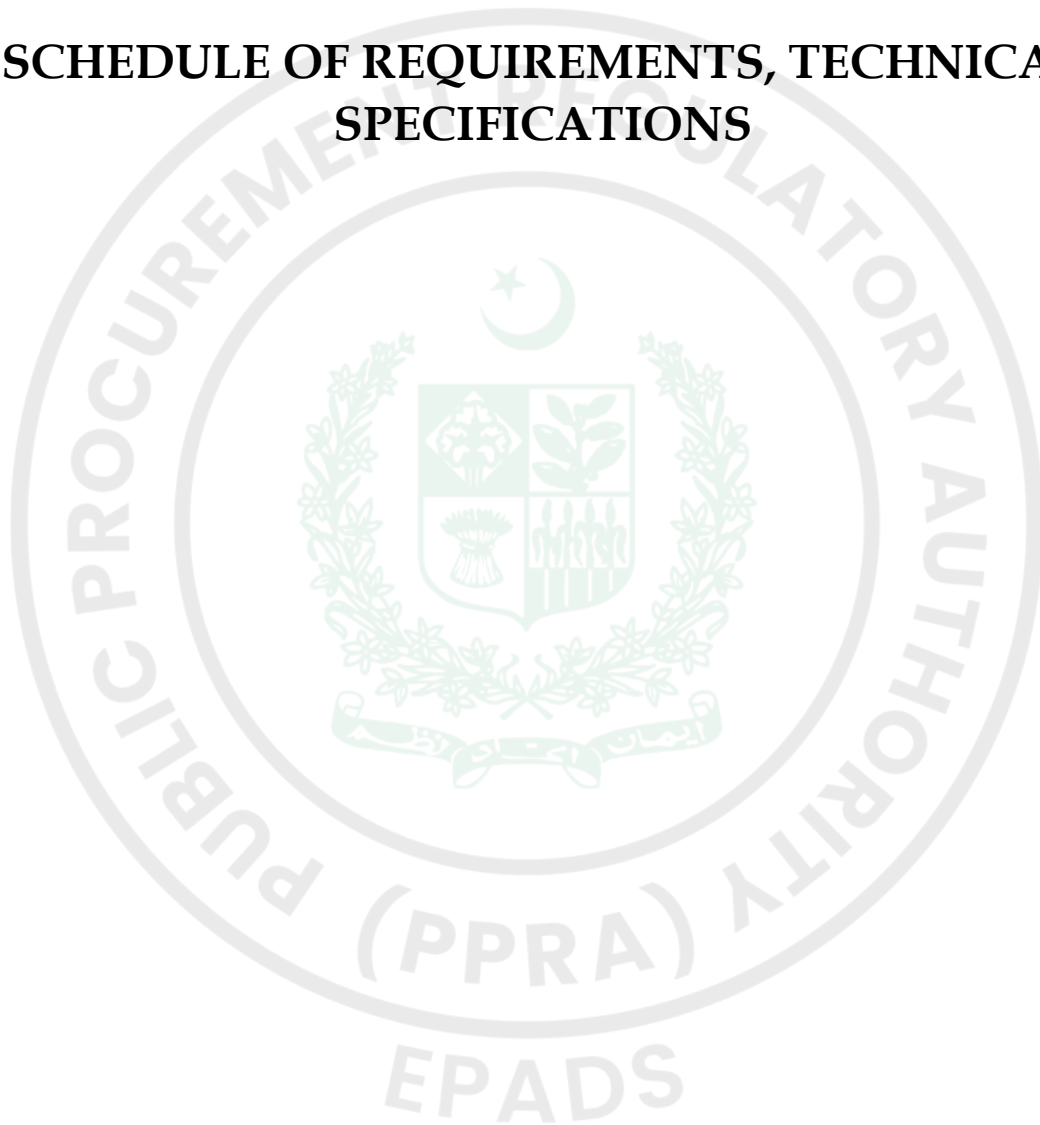 SCHEDULE OF REQUIREMENTS, TECHNICA
SPECIFICATIONS
PUBLIC PROCUREMENT REGULATORY AUTHORITY
(PPRA)
EPADS